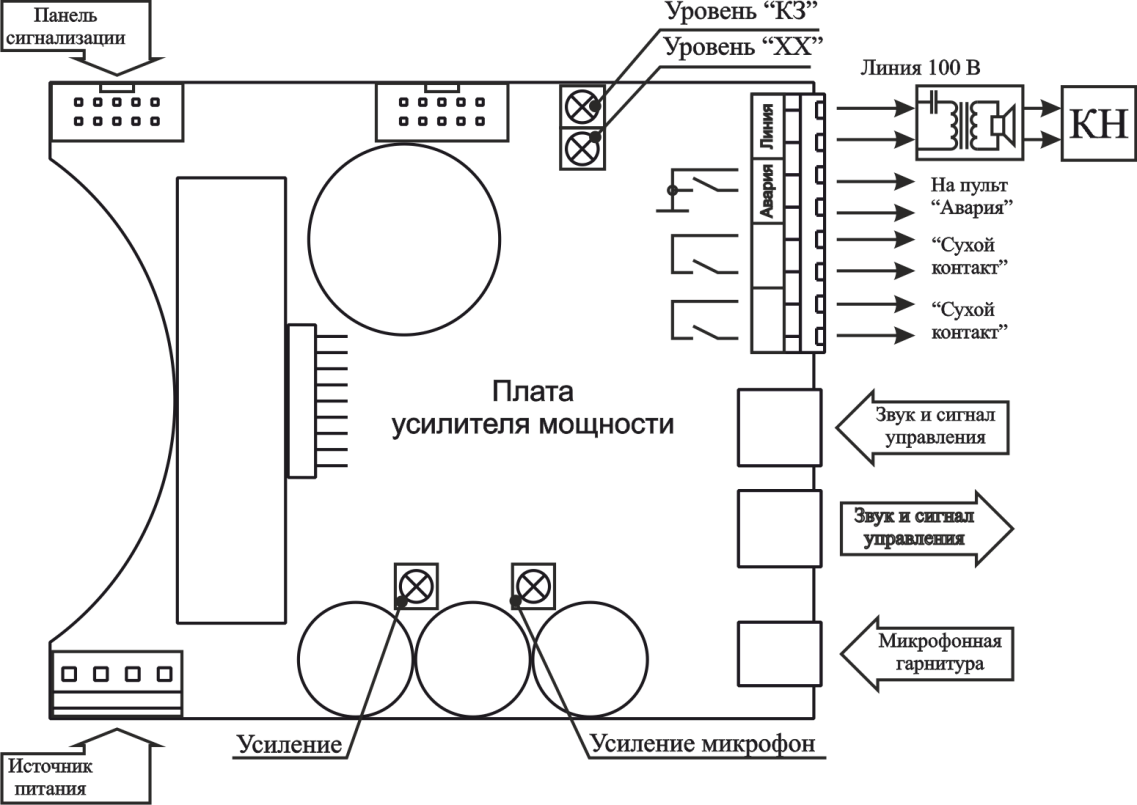 Панель
сигнализации
Уровень “КЗ”
Уровень “ХХ”
Линия 100 В
Линия
КН
Авария
На пульт
“Авария”
“Сухой
контакт”
“Сухой
контакт”
Плата
усилителя мощности
Звук и сигнал
управления
Звук и сигнал
управления
Микрофонная
гарнитура
Усиление
Усиление микрофон
Источник
питания